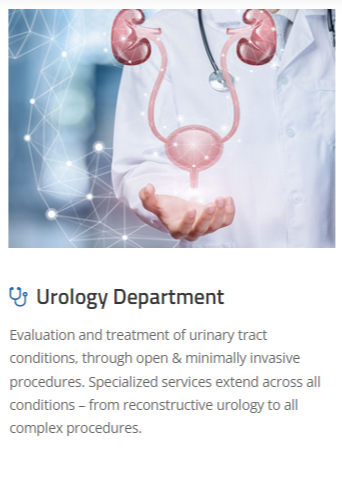 Urology Department
Evaluation and treatment of urinary tract
conditions, through open & minimally invasive
procedures. Specialized services extend across all
conditions – from reconstructive urology to all
complex procedures.